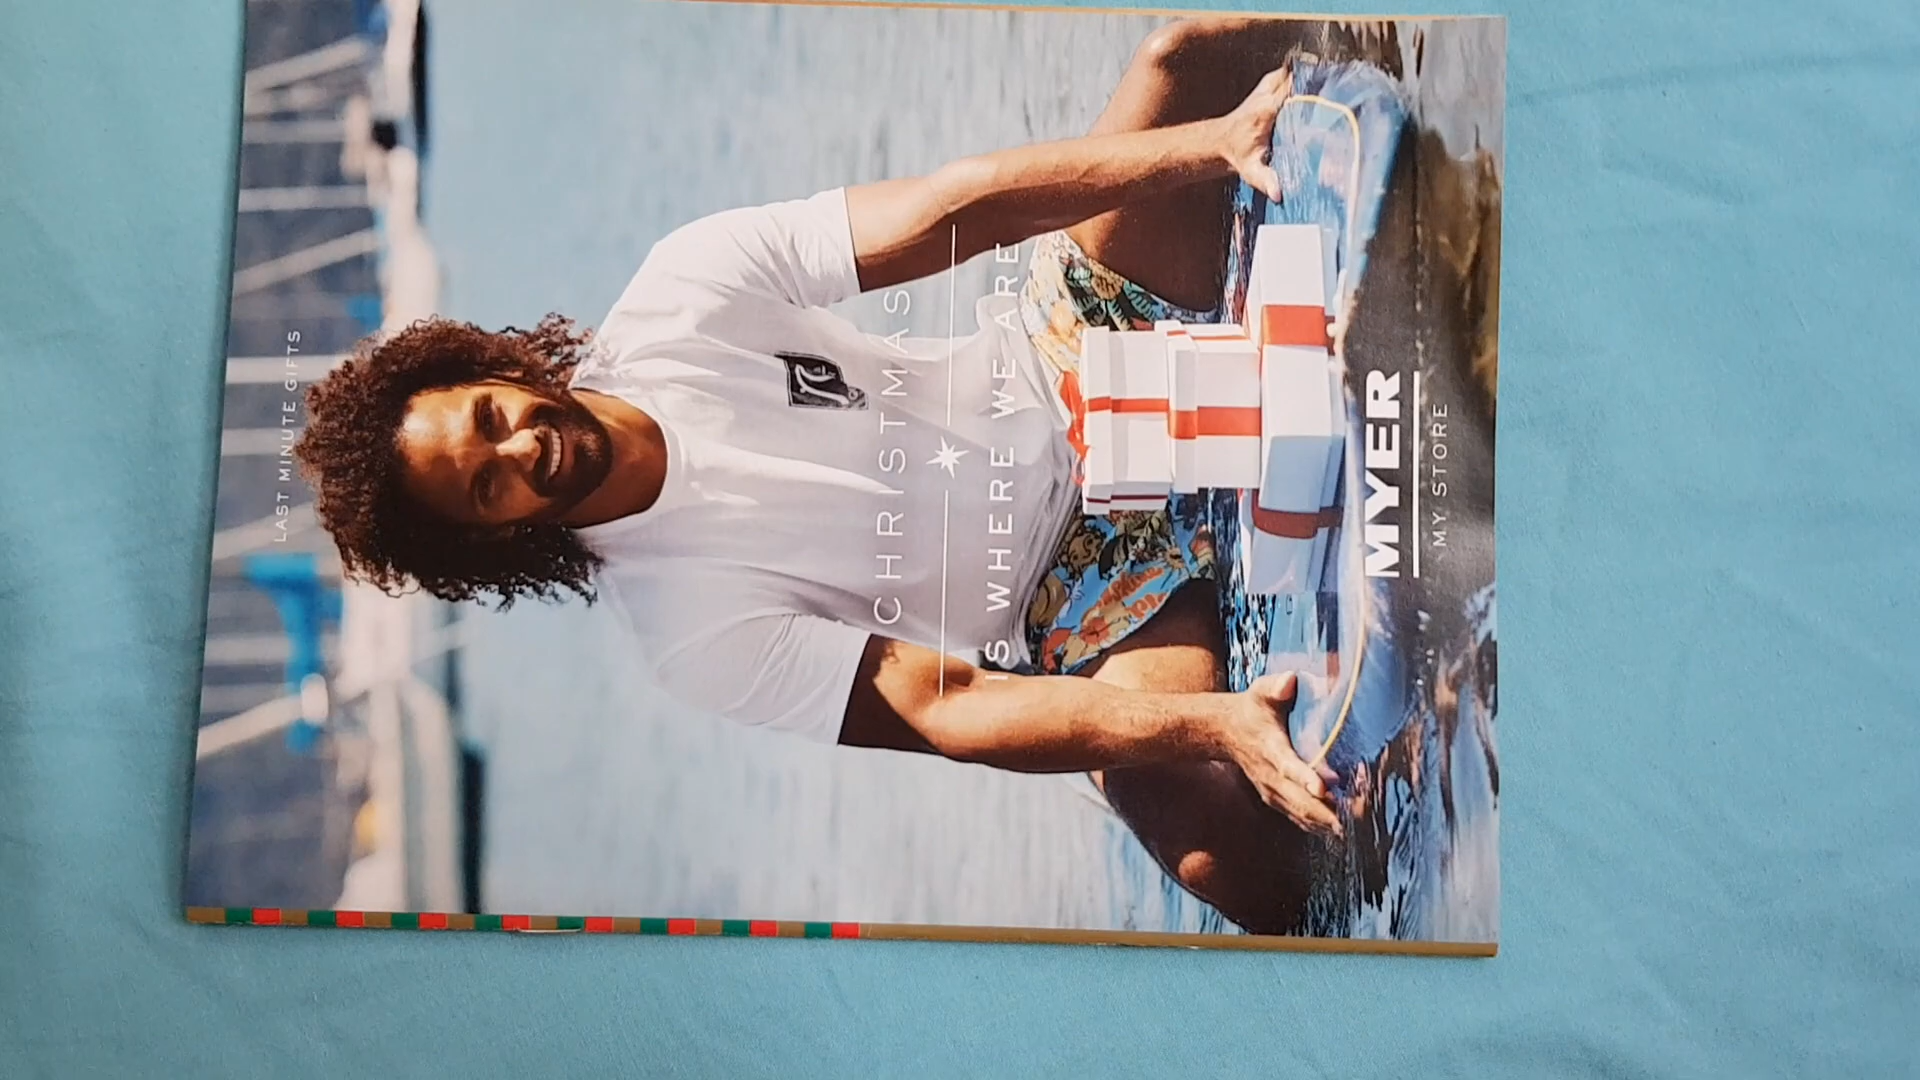 LAST MINUTE GIFTS
CHRISTMAS
IS WHERE WE ARE
MYER
MY STORE